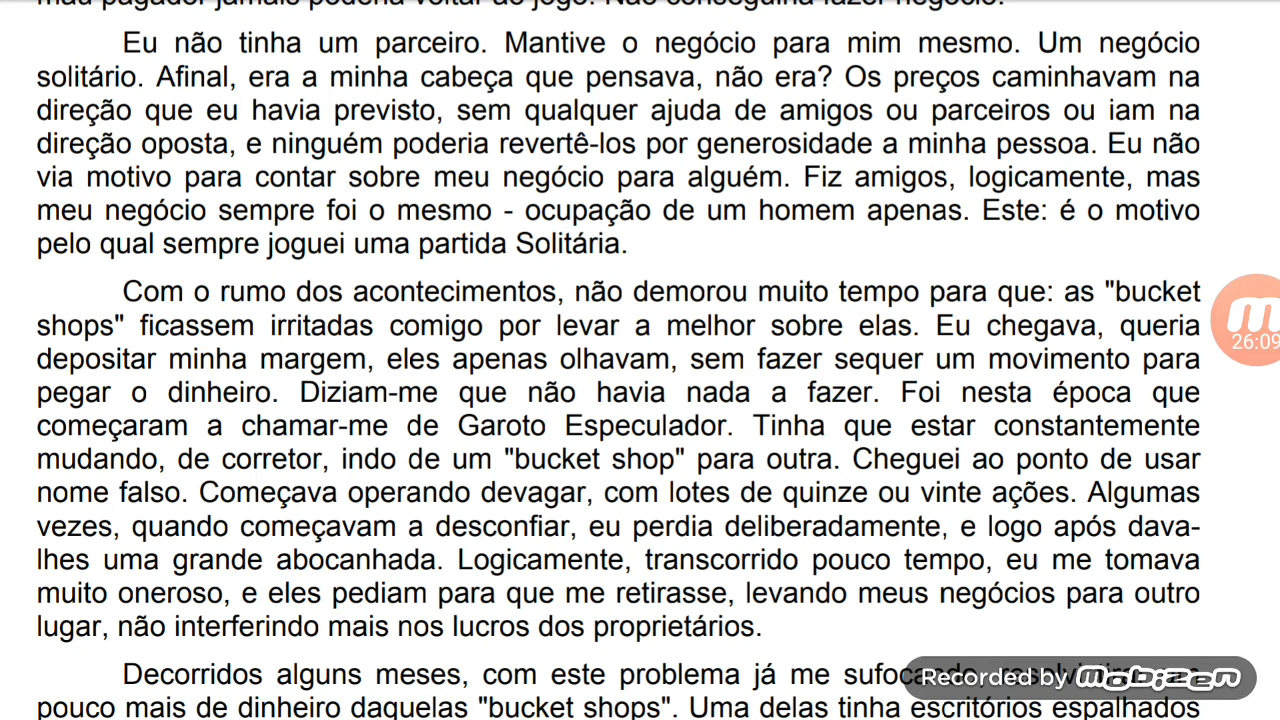 mau pagador jamais poderia voltar ao jogo. Não conseguiria fazer negócio.
Eu não tinha um parceiro. Mantive o negócio para mim mesmo. Um negócio
solitário. Afinal, era a minha cabeça que pensava, não era? Os preços caminhavam na
direção que eu havia previsto, sem qualquer ajuda de amigos ou parceiros ou iam na
direção oposta, e ninguém poderia revertê-los por generosidade a minha pessoa. Eu não
via motivo para contar sobre meu negócio para alguém. Fiz amigos, logicamente, mas
meu negócio sempre foi o mesmo - ocupação de um homem apenas. Este: é o motivo
pelo qual sempre joguei uma partida Solitária.
Com o rumo dos acontecimentos, não demorou muito tempo para que: as "bucket
shops" ficassem irritadas comigo por levar a melhor sobre elas. Eu chegava, queria
depositar minha margem, eles apenas olhavam, sem fazer sequer um movimento para
pegar o dinheiro. Diziam-me que não havia nada a fazer. Foi nesta época que
começaram a chamar-me de Garoto Especulador. Tinha que estar constantemente
mudando, de corretor, indo de um "bucket shop" para outra. Cheguei ao ponto de usar
nome falso. Começava operando devagar, com lotes de quinze ou vinte ações. Algumas
vezes, quando começavam a desconfiar, eu perdia deliberadamente, e logo após dava-
lhes uma grande abocanhada. Logicamente, transcorrido pouco tempo, eu me tomava
muito oneroso, e eles pediam para que me retirasse, levando meus negócios para outro
lugar, não interferindo mais nos lucros dos proprietários.
Decorridos alguns meses, com este problema já me
pouco mais de dinheiro daquelas "bucket shops". Uma delas tinha escritórios espalhados
26:09
Recorded by